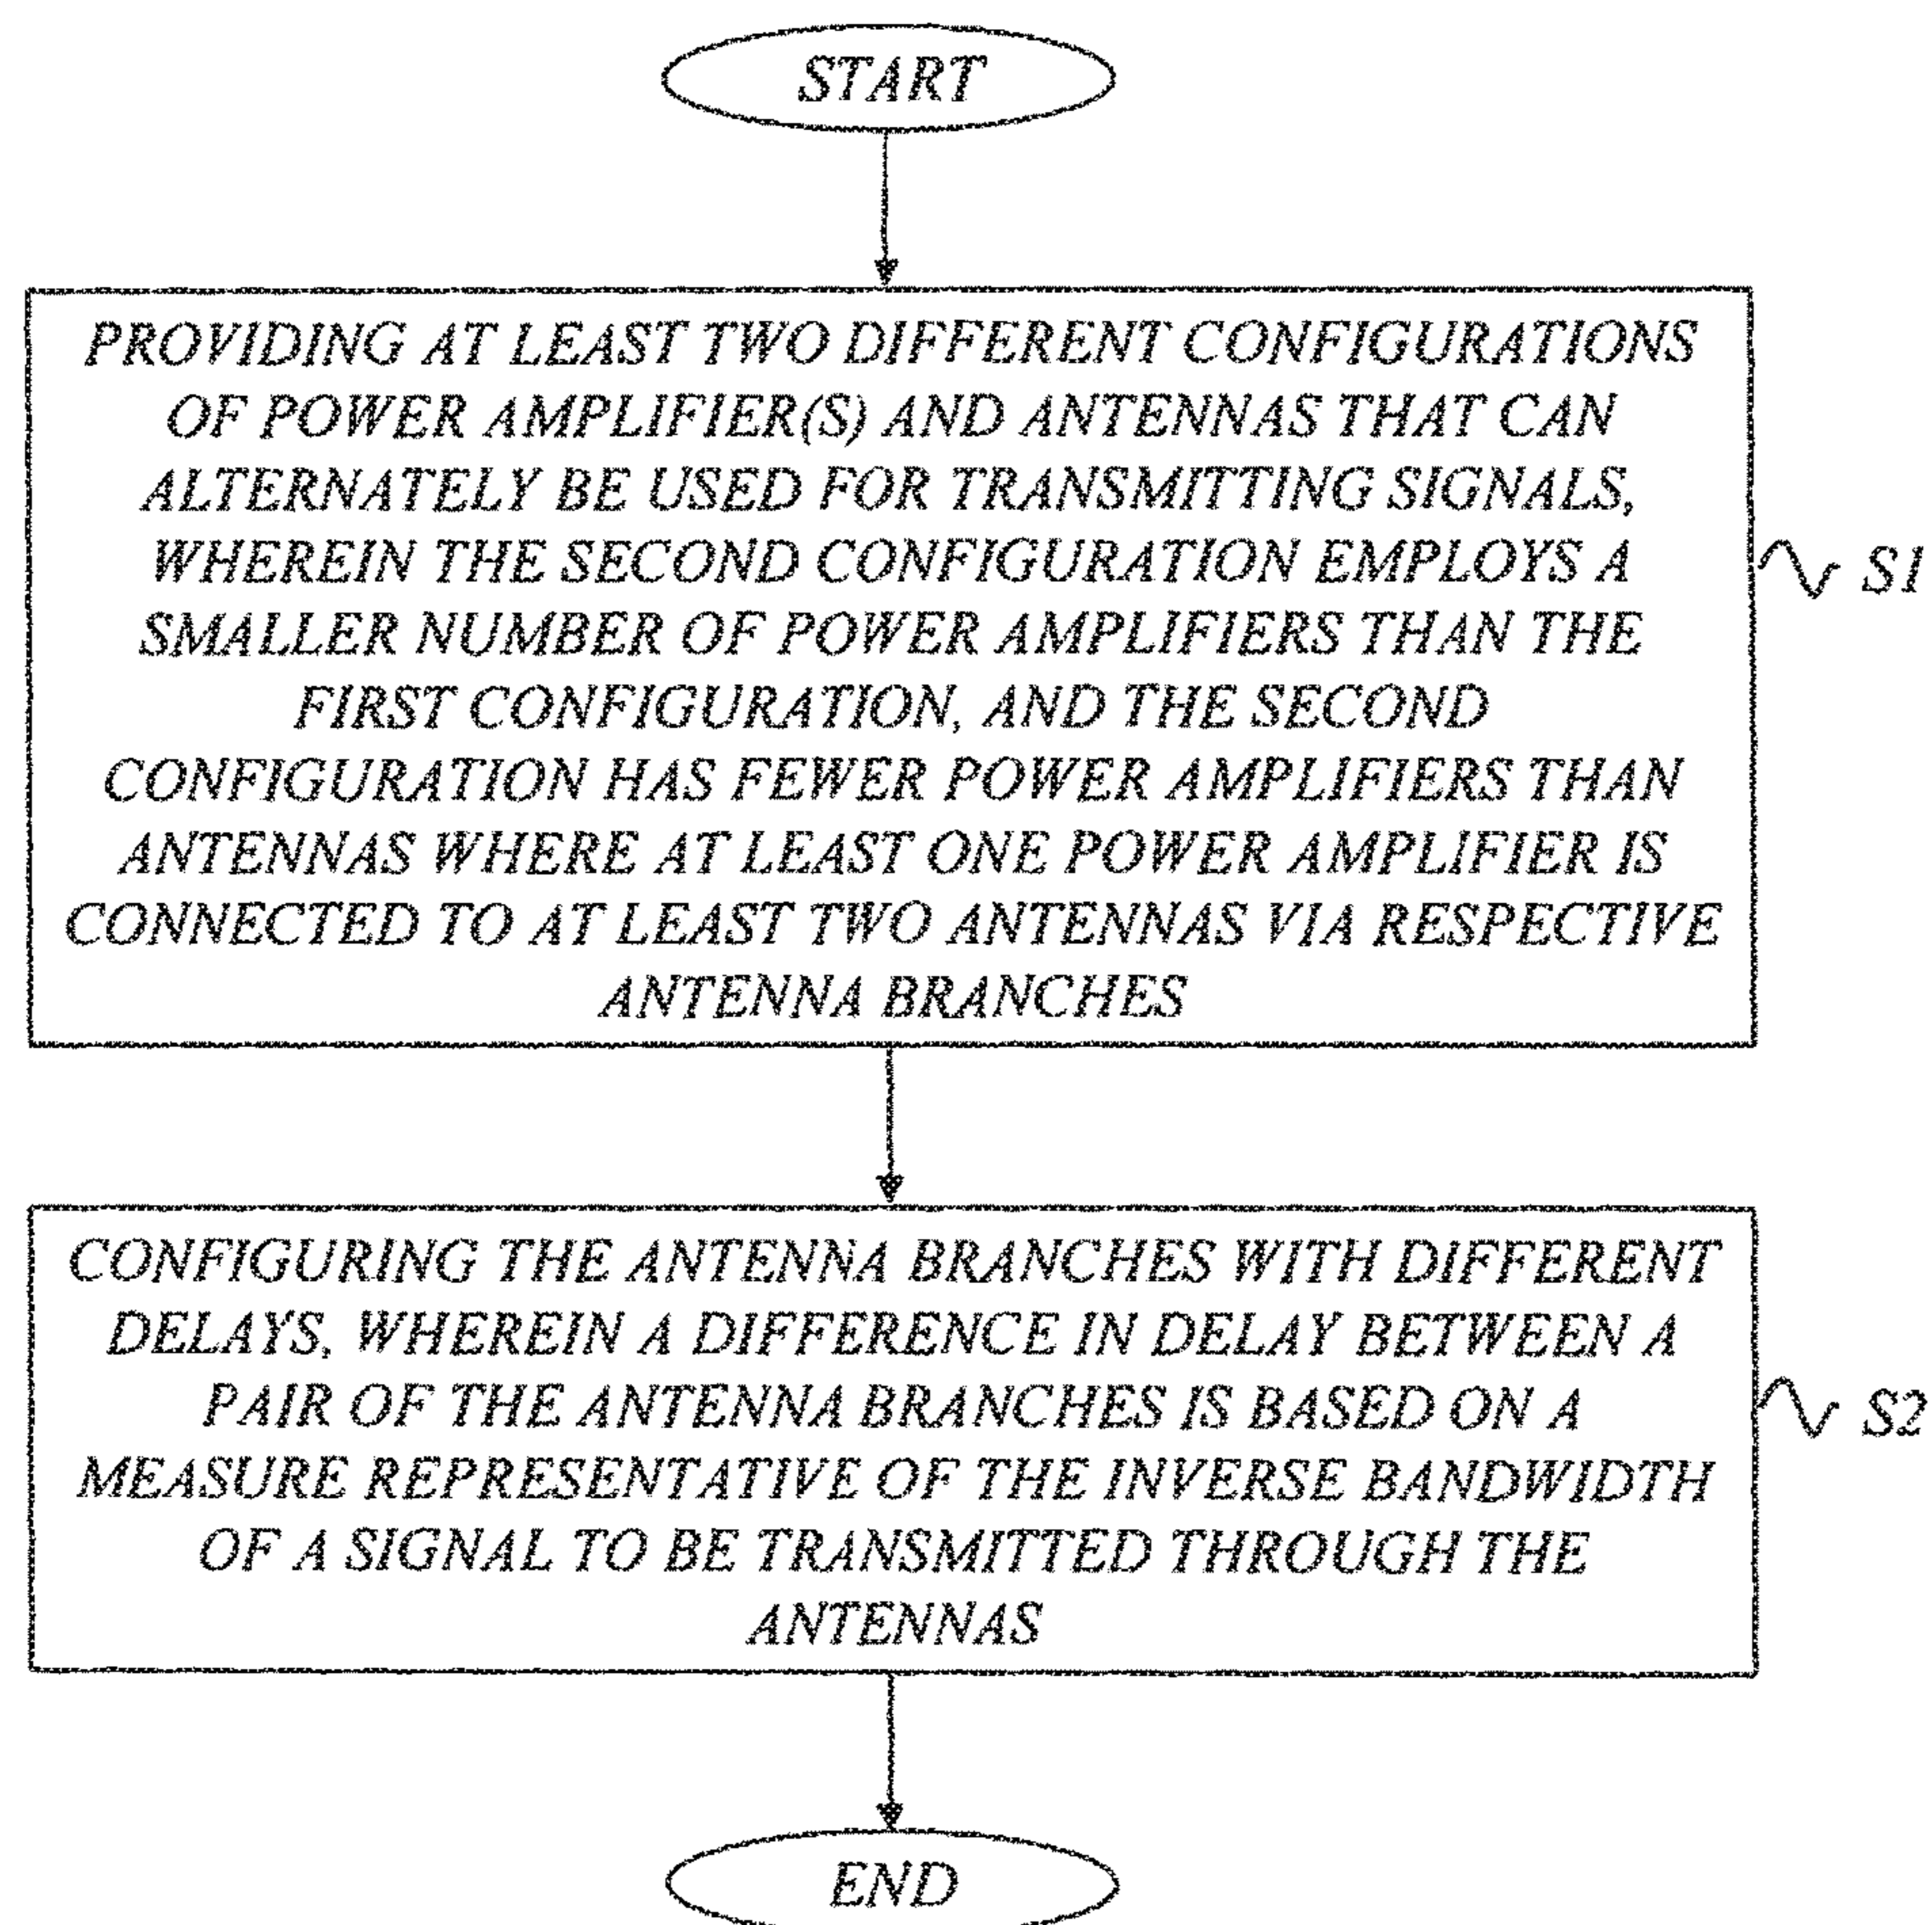 START
PROVIDING AT LEAST TWO DIFFERENT CONFIGURATIONS
OF POWER AMPLIFIER(S) AND ANTENNAS THAT CAN
ALTERNATELY BE USED FOR TRANSMITTING SIGNALS,
WHEREIN THE SECOND CONFIGURATION EMPLOYS A
SMALLER NUMBER OF POWER AMPLIFIERS THAN THE
FIRST CONFIGURATION, AND THE SECOND
CONFIGURATION HAS FEWER POWER AMPLIFIERS THAN
ANTENNAS WHERE AT LEAST ONE POWER AMPLIFIER IS
CONNECTED TO AT LEAST TWO ANTENNAS VIA RESPECTIVE
ANTENNA BRANCHES
S1
CONFIGURING THE ANTENNA BRANCHES WITH DIFFERENT
DELAYS, WHEREIN A DIFFERENCE IN DELAY BETWEEN A
PAIR OF THE ANTENNA BRANCHES IS BASED ON A
MEASURE REPRESENTATIVE OF THE INVERSE BANDWIDTH
OF A SIGNAL TO BE TRANSMITTED THROUGH THE
ANTENNAS
S2
END